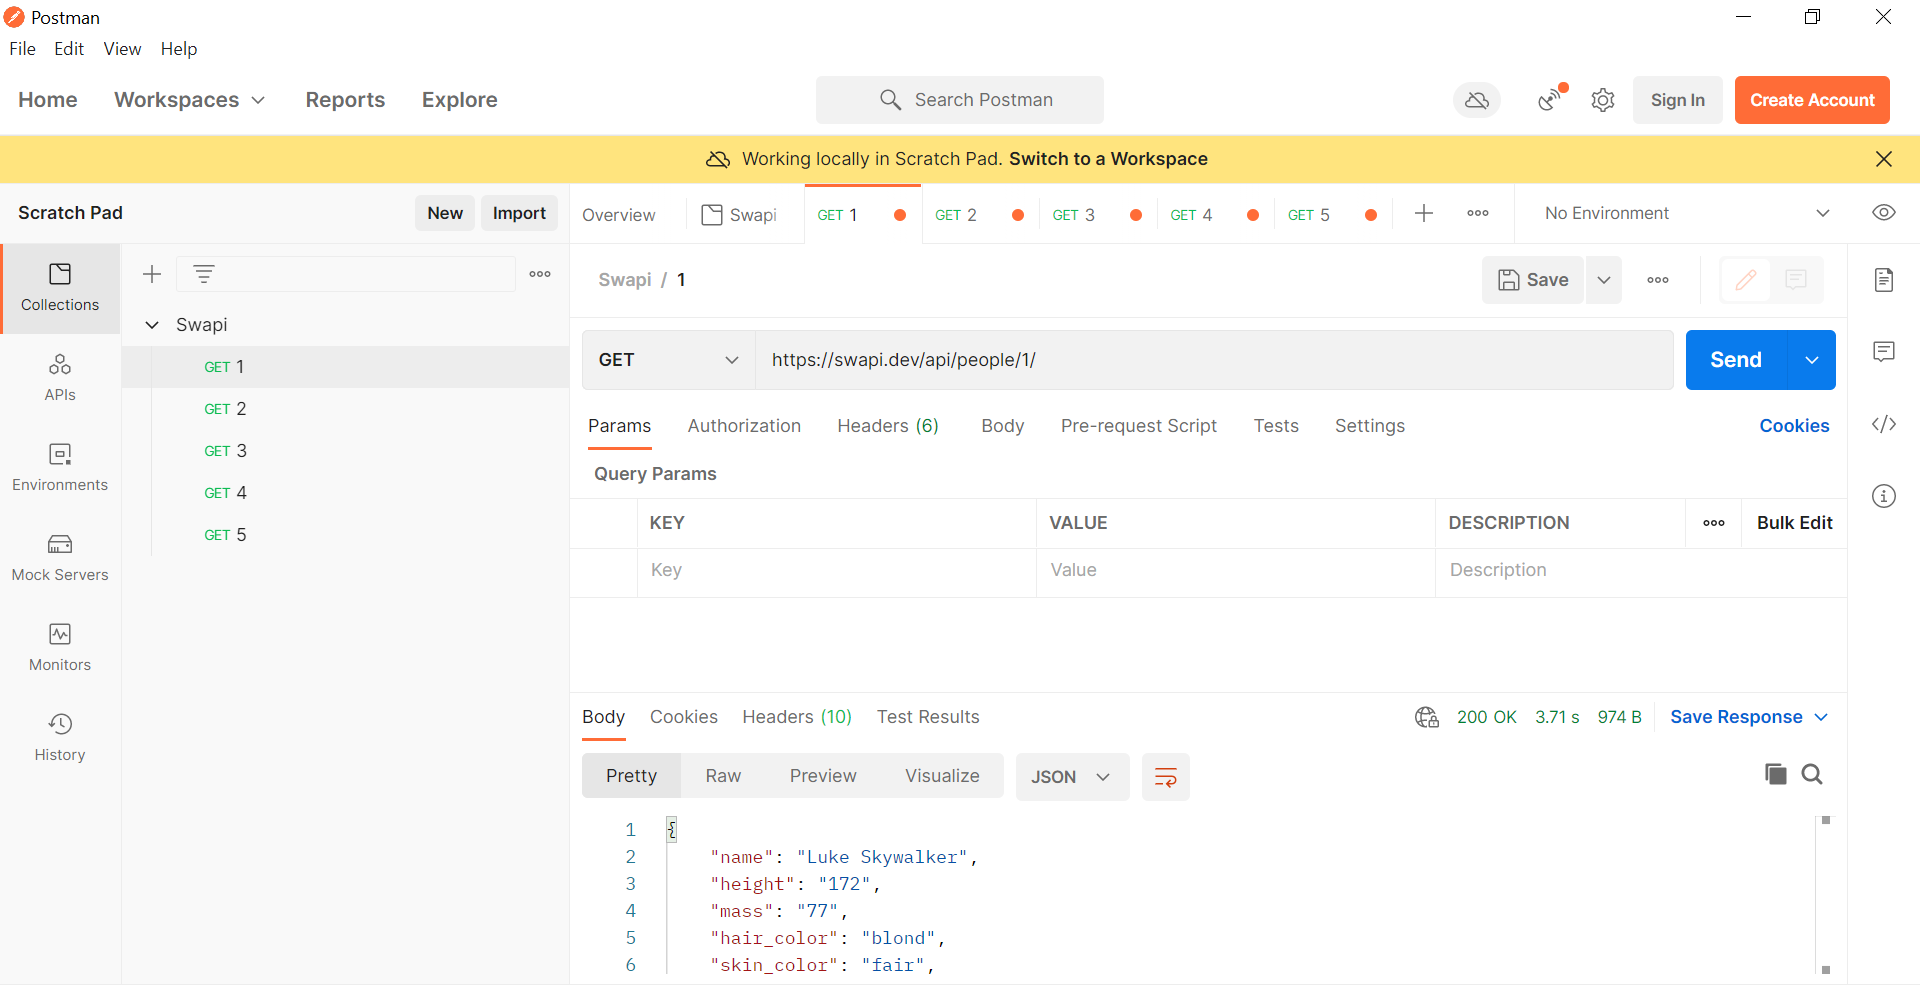 Postman
File Edit View Help
Home Workspaces Reports Explore Search Postman Sign In Create Account
Working locally in Scratch Pad. Switch to a Workspace
Scratch Pad New Import Overview Swapi GET 1 GET 2 GET 3 GET 4 GET 5 No Environment
Collections
APIs
Environments
Mock Servers
Monitors
History
Swapi
GET 1
GET 2
GET 3
GET 4
GET 5
Swapi / 1 Save
GET https://swapi.dev/api/people/1/ Send
Params Authorization Headers (6) Body Pre-request Script Tests Settings Cookies
Query Params
KEY VALUE DESCRIPTION Bulk Edit
Key Value Description
Body Cookies Headers (10) Test Results 200 OK 3.71 s 974 B Save Response
Pretty Raw Preview Visualize JSON
1 {
2 "name": "Luke Skywalker",
3 "height": "172",
4 "mass": "77",
5 "hair_color": "blond",
6 "skin_color": "fair",